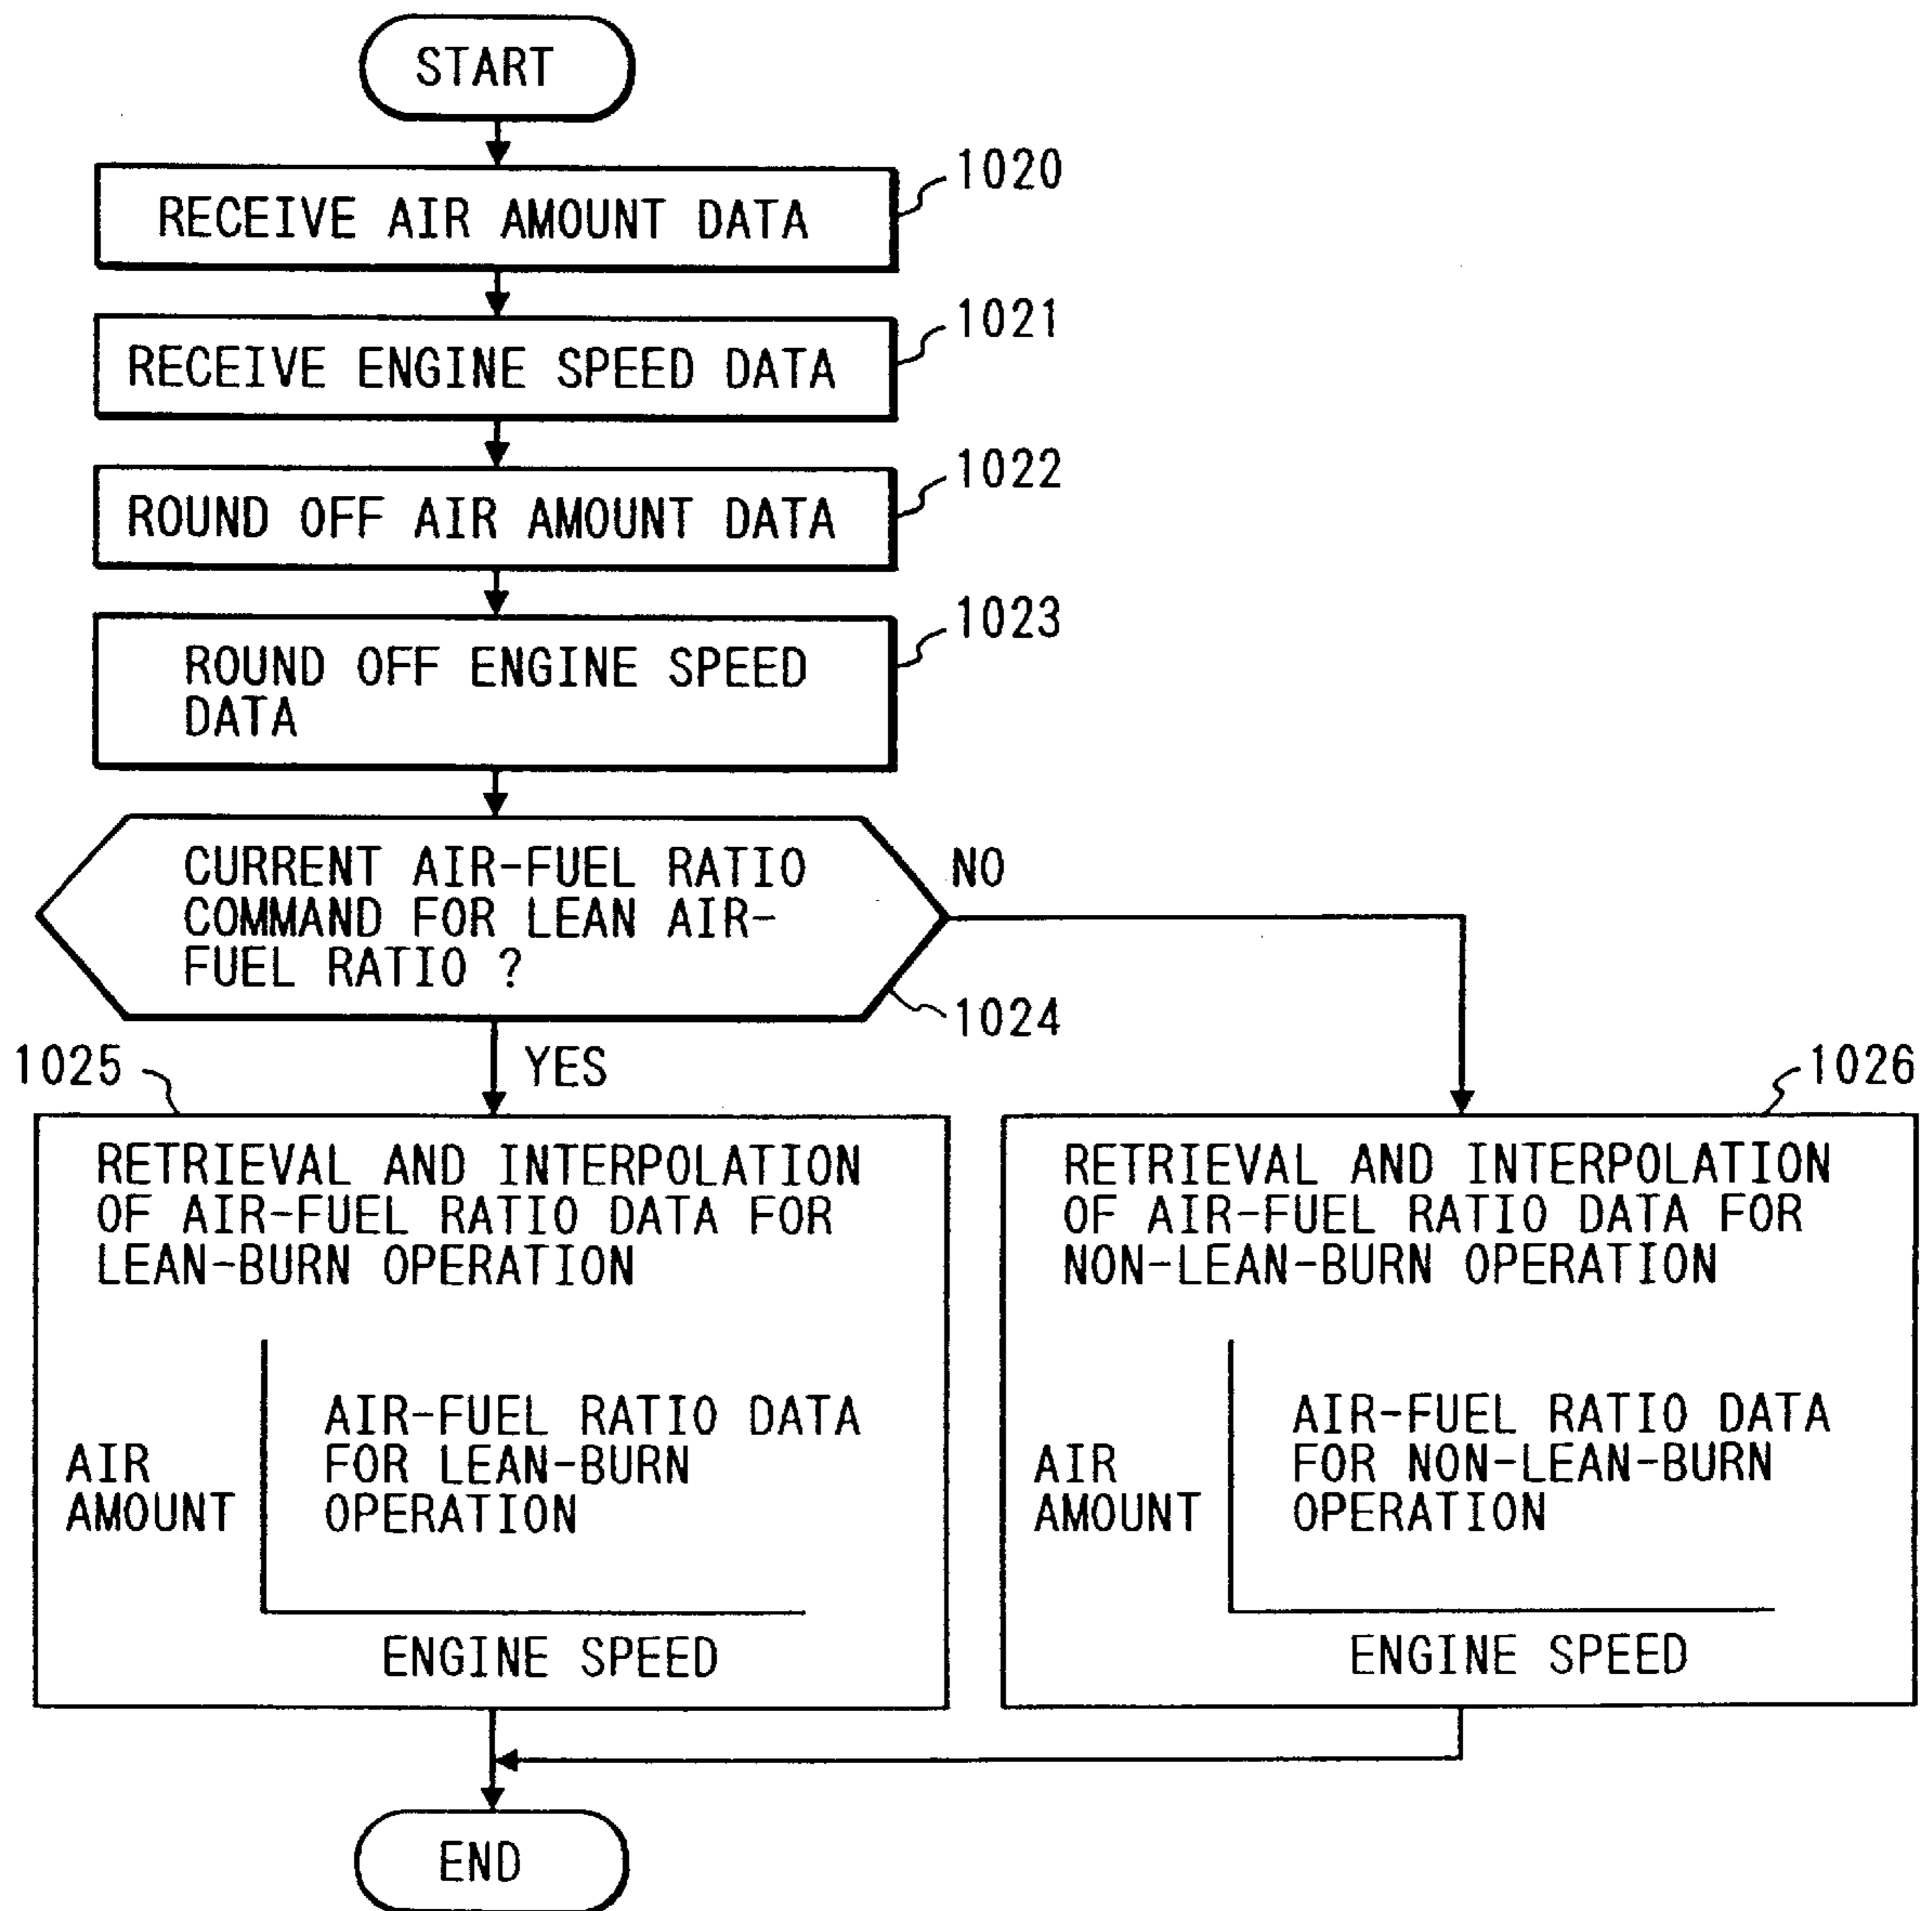 START
1020
RECEIVE AIR AMOUNT DATA
1021
RECEIVE ENGINE SPEED DATA
1022
ROUND OFF AIR AMOUNT DATA
1023
ROUND OFF ENGINE SPEED
DATA
CURRENT AIR-FUEL RATIO
COMMAND FOR LEAN AIR-
FUEL RATIO ?
NO
1024
YES
1025
RETRIEVAL AND INTERPOLATION
OF AIR-FUEL RATIO DATA FOR
LEAN-BURN OPERATION
AIR-FUEL RATIO DATA
FOR LEAN-BURN
OPERATION
AIR
AMOUNT
ENGINE SPEED
1026
RETRIEVAL AND INTERPOLATION
OF AIR-FUEL RATIO DATA FOR
NON-LEAN-BURN OPERATION
AIR-FUEL RATIO DATA
FOR NON-LEAN-BURN
OPERATION
AIR
AMOUNT
ENGINE SPEED
END